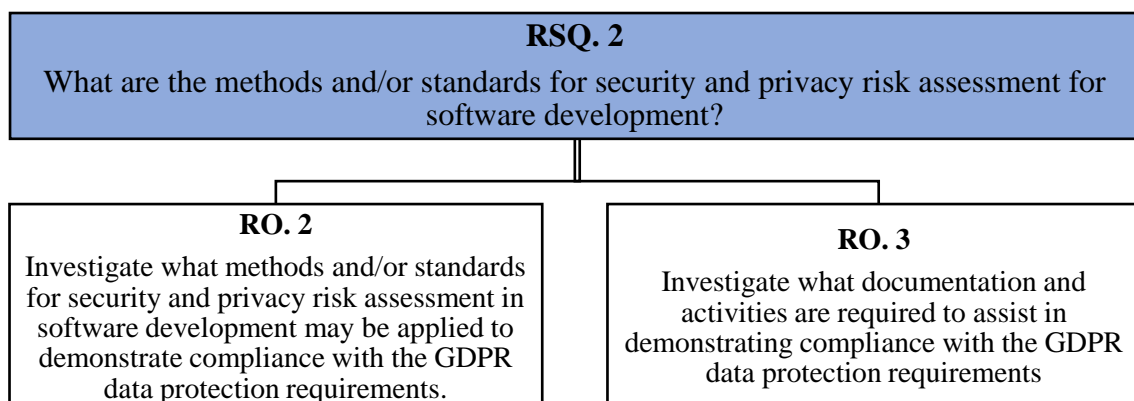 RSQ. 2
What are the methods and/or standards for security and privacy risk assessment for
software development?
RO. 2
Investigate what methods and/or standards
for security and privacy risk assessment in
software development may be applied to
demonstrate compliance with the GDPR
data protection requirements.
RO. 3
Investigate what documentation and
activities are required to assist in
demonstrating compliance with the GDPR
data protection requirements